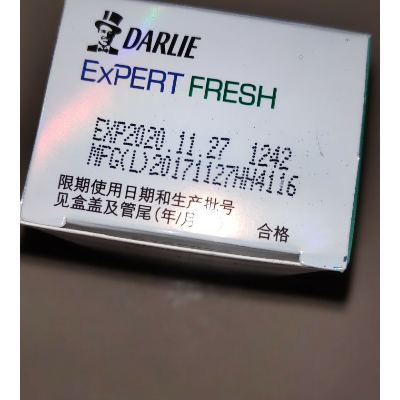 DARLIE
EXPERT FRESH
EXP2020.11.27 1242
MFG(L)20171127HH4116
限期使用日期和生产批号
见盒盖及管尾(年/月
合格